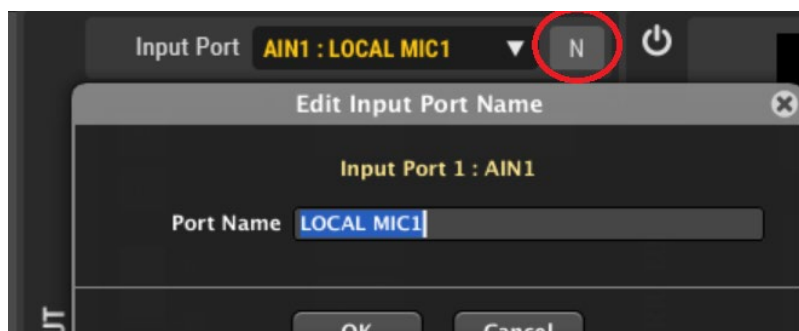 Input Port AIN1 : LOCAL MIC1 ▼ N
Edit Input Port Name
Input Port 1 : AIN1
Port Name LOCAL MIC1
OK Cancel